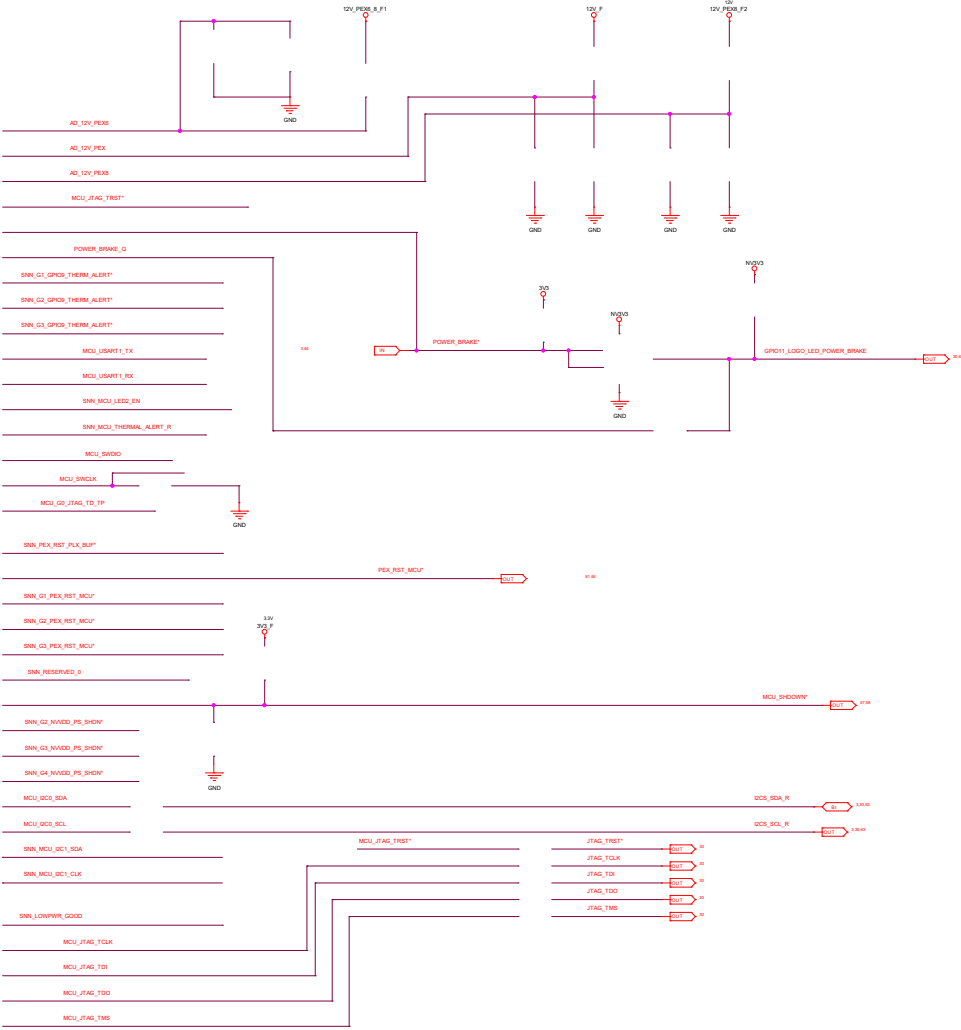 12V
12V_PEX6_8_F1
12V_F
12V_PEX8_F2
GND
AD_12V_PEX6
AD_12V_PEX
AD_12V_PEX8
MCU_JTAG_TRST*
GND
GND
GND
GND
POWER_BRAKE_Q
NV3V3
SNN_G1_GPIO9_THERM_ALERT*
3V3
SNN_G2_GPIO9_THERM_ALERT*
NV3V3
SNN_G3_GPIO9_THERM_ALERT*
POWER_BRAKE*
MCU_USART1_TX
IN
GPIO11_LOGO_LED_POWER_BRAKE
OUT
MCU_USART1_RX
SNN_MCU_LED2_EN
GND
SNN_MCU_THERMAL_ALERT_R
MCU_SWDIO
MCU_SWCLK
MCU_G0_JTAG_TD_TP
GND
SNN_PEX_RST_PLX_BUF*
PEX_RST_MCU*
OUT
SNN_G1_PEX_RST_MCU*
3.3V
SNN_G2_PEX_RST_MCU*
3V3_F
SNN_G3_PEX_RST_MCU*
SNN_RESERVED_0
MCU_SHDOWN*
OUT
SNN_G2_NVVDD_PS_SHDN*
SNN_G3_NVVDD_PS_SHDN*
SNN_G4_NVVDD_PS_SHDN*
GND
MCU_I2C0_SDA
I2CS_SDA_R
BI
MCU_I2C0_SCL
I2CS_SCL_R
OUT
MCU_JTAG_TRST*
JTAG_TRST*
OUT
SNN_MCU_I2C1_SDA
JTAG_TCLK
OUT
SNN_MCU_I2C1_CLK
JTAG_TDI
OUT
JTAG_TDO
OUT
SNN_LOWPWR_GOOD
JTAG_TMS
OUT
MCU_JTAG_TCLK
MCU_JTAG_TDI
MCU_JTAG_TDO
MCU_JTAG_TMS